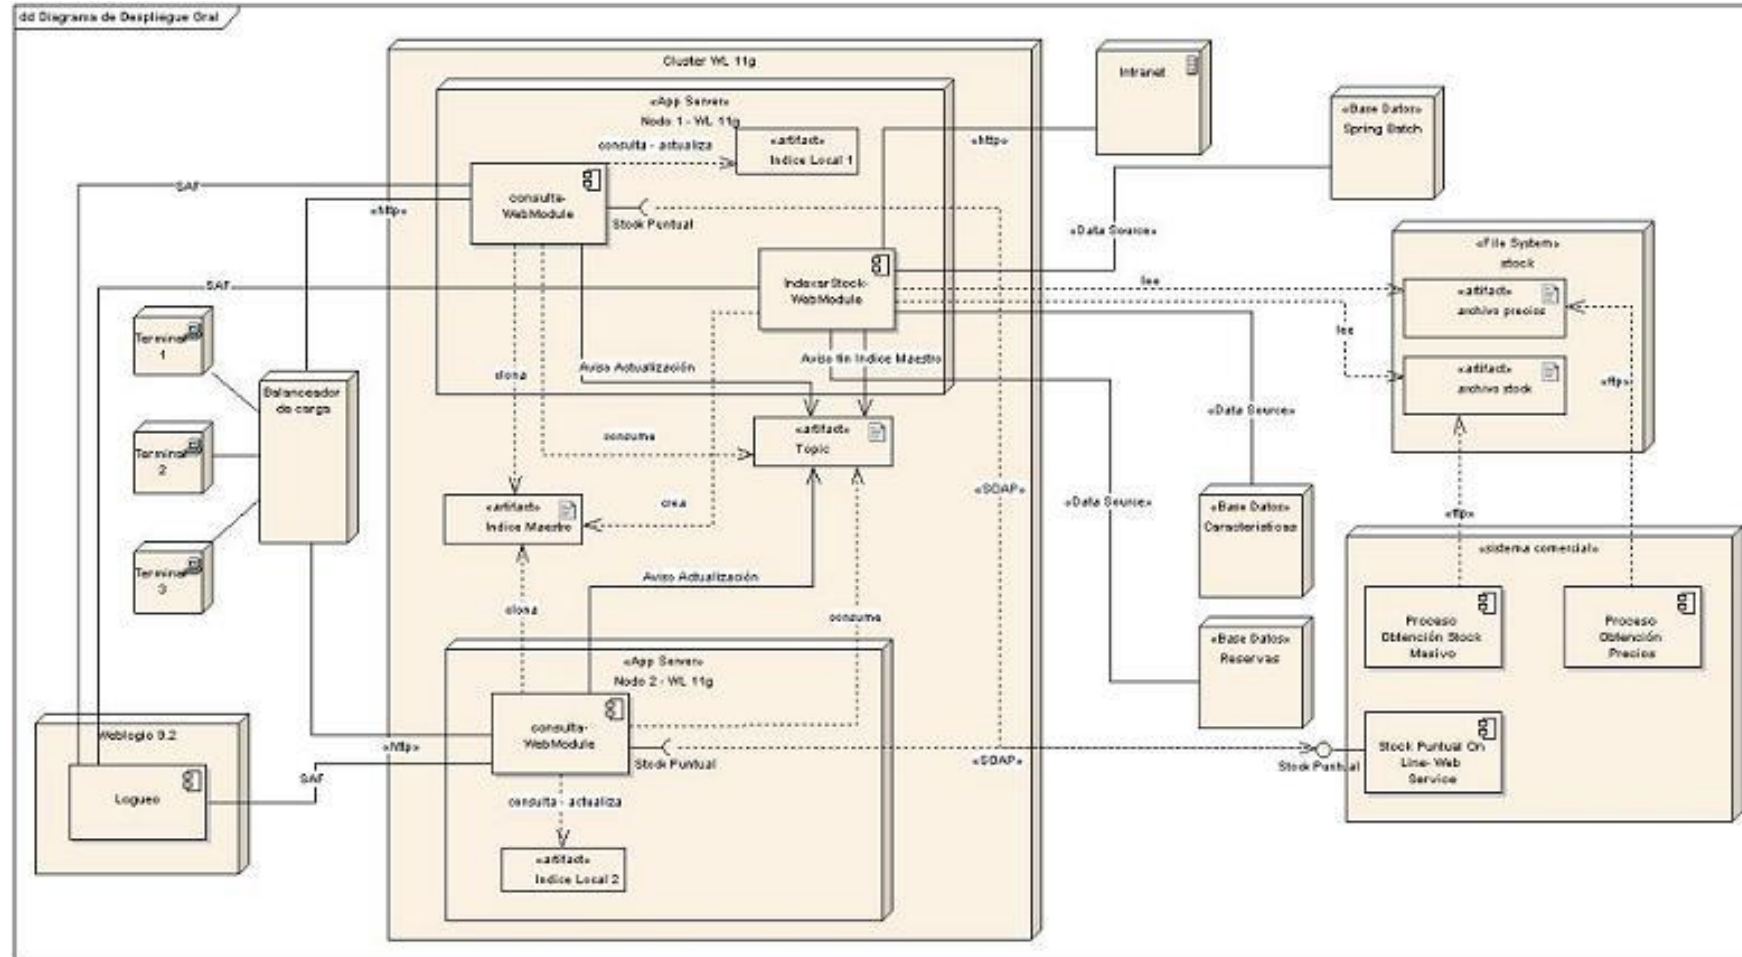 dd Diagrama de Despliegue Gral
Cluster WL 11g
«App Server»
Nodo 1 - WL 11g
consulta - actualiza
«artifact»
Indice Local 1
«http»
Intranet
«Base Datos»
Spring Batch
SAF
«http»
consulta-
WebModule
Stock Puntual
«Data Source»
«File System»
stock
SAF
IndexarStock-
WebModule
lee
«artifact»
archivo precios
lee
Terminal
1
Aviso Actualización
Aviso fin Indice Maestro
clona
«artifact»
archivo stock
«ftp»
Balanceador
de carga
«Data Source»
Terminal
2
consume
«artifact»
Topic
«SOAP»
«artifact»
Indice Maestro
crea
«Data Source»
«Base Datos»
Caracteristicas
«ftp»
«sistema comercial»
Terminal
3
Aviso Actualización
clona
consume
Proceso
Obtención Stock
Masivo
Proceso
Obtención
Precios
«Base Datos»
Reservas
«App Server»
Nodo 2 - WL 11g
Weblogic 9.2
«http»
consulta-
WebModule
Stock Puntual
«SOAP»
Stock Puntual
Stock Puntual On
Line- Web
Service
Logueo
SAF
consulta - actualiza
«artifact»
Indice Local 2